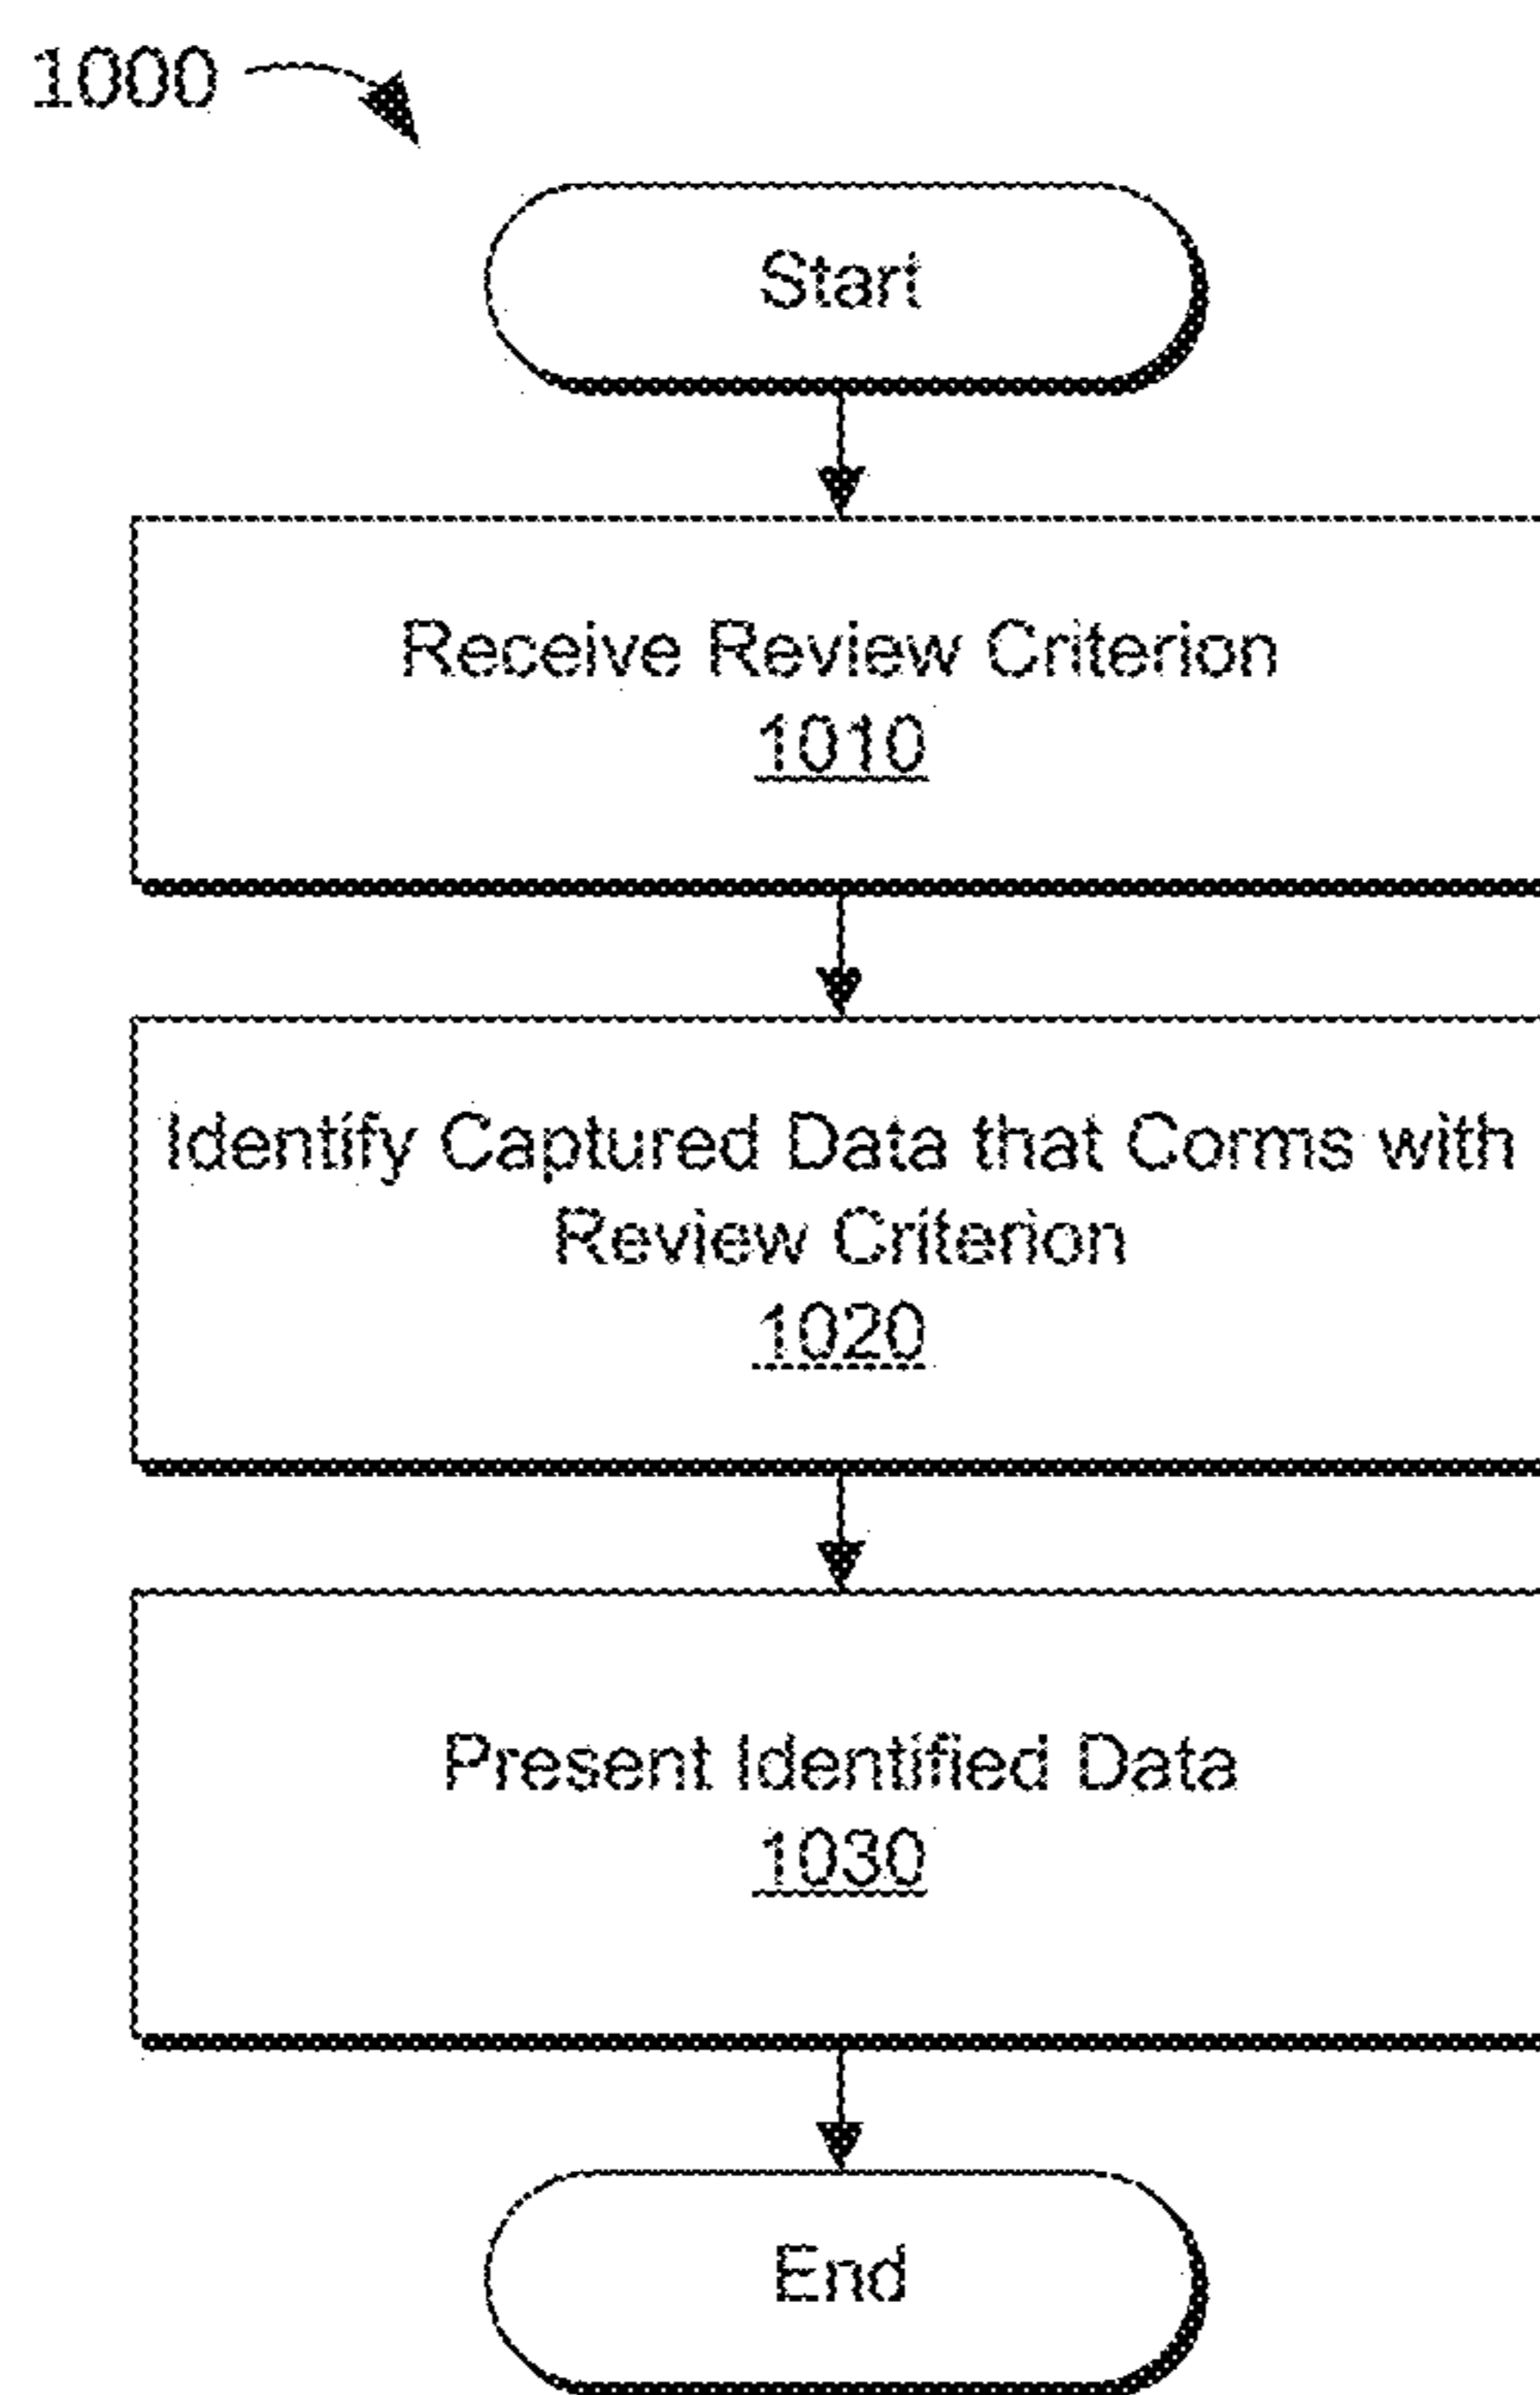 1000
Start
Receive Review Criterion
1010
Identify Captured Data that Corms with
Review Criterion
1020
Present Identified Data
1030
End